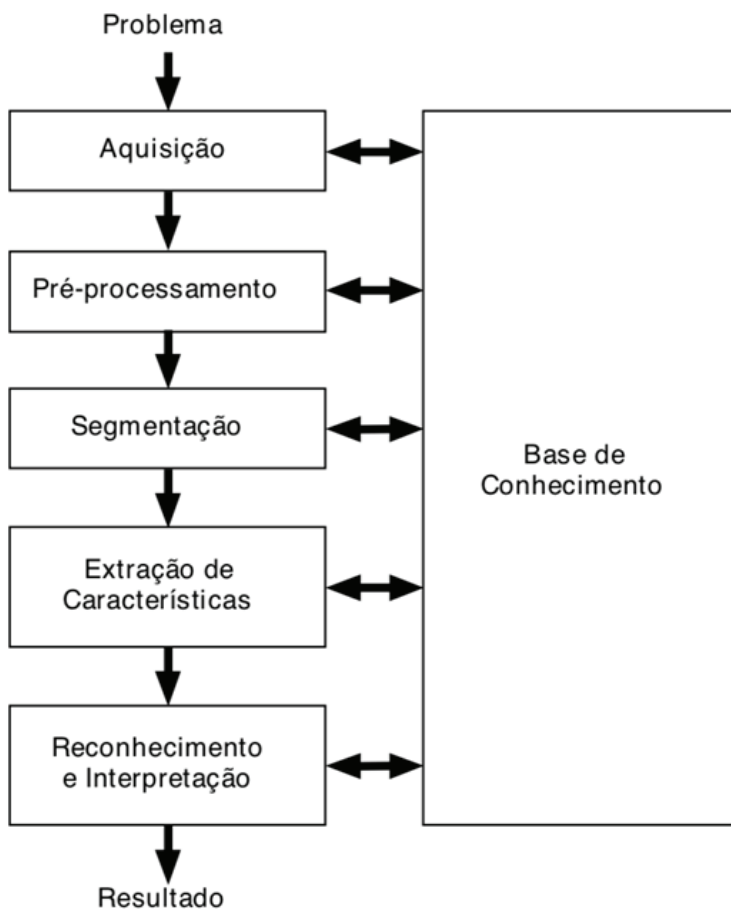 Problema
Aquisição
Pré-processamento
Segmentação
Extração de
Características
Reconhecimento
e Interpretação
Resultado
Base de
Conhecimento